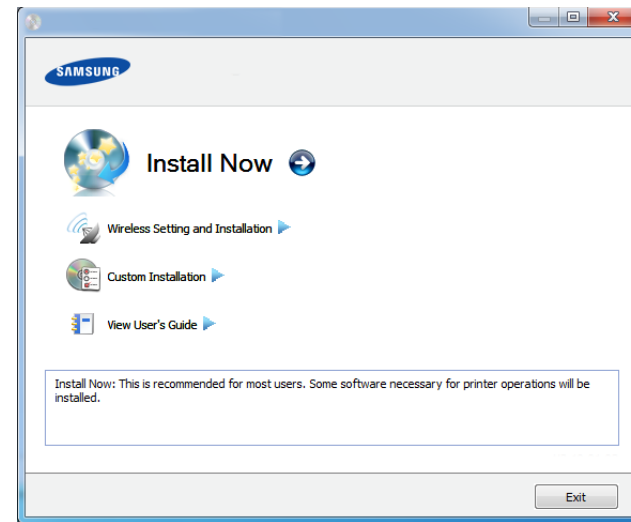 SAMSUNG
Install Now
Wireless Setting and Installation
Custom Installation
View User's Guide
Install Now: This is recommended for most users. Some software necessary for printer operations will be
installed.
Exit